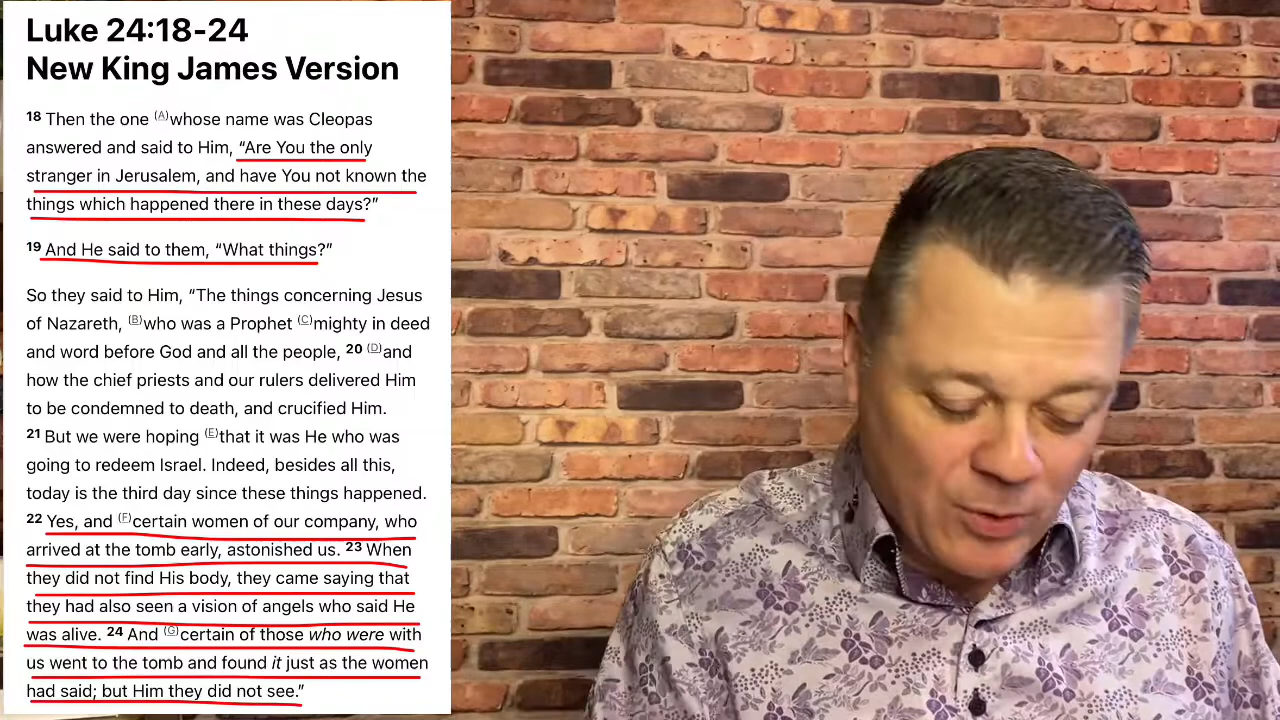 Luke 24:18-24
New King James Version
18 Then the one (A)whose name was Cleopas
answered and said to Him, “Are You the only
stranger in Jerusalem, and have You not known the
things which happened there in these days?”
19 And He said to them, “What things?”
So they said to Him, “The things concerning Jesus
of Nazareth, (B)who was a Prophet (C)mighty in deed
and word before God and all the people, 20 (D)and
how the chief priests and our rulers delivered Him
to be condemned to death, and crucified Him.
21 But we were hoping (E)that it was He who was
going to redeem Israel. Indeed, besides all this,
today is the third day since these things happened.
22 Yes, and (F)certain women of our company, who
arrived at the tomb early, astonished us. 23 When
they did not find His body, they came saying that
they had also seen a vision of angels who said He
was alive. 24 And (G)certain of those who were with
us went to the tomb and found it just as the women
had said; but Him they did not see.”